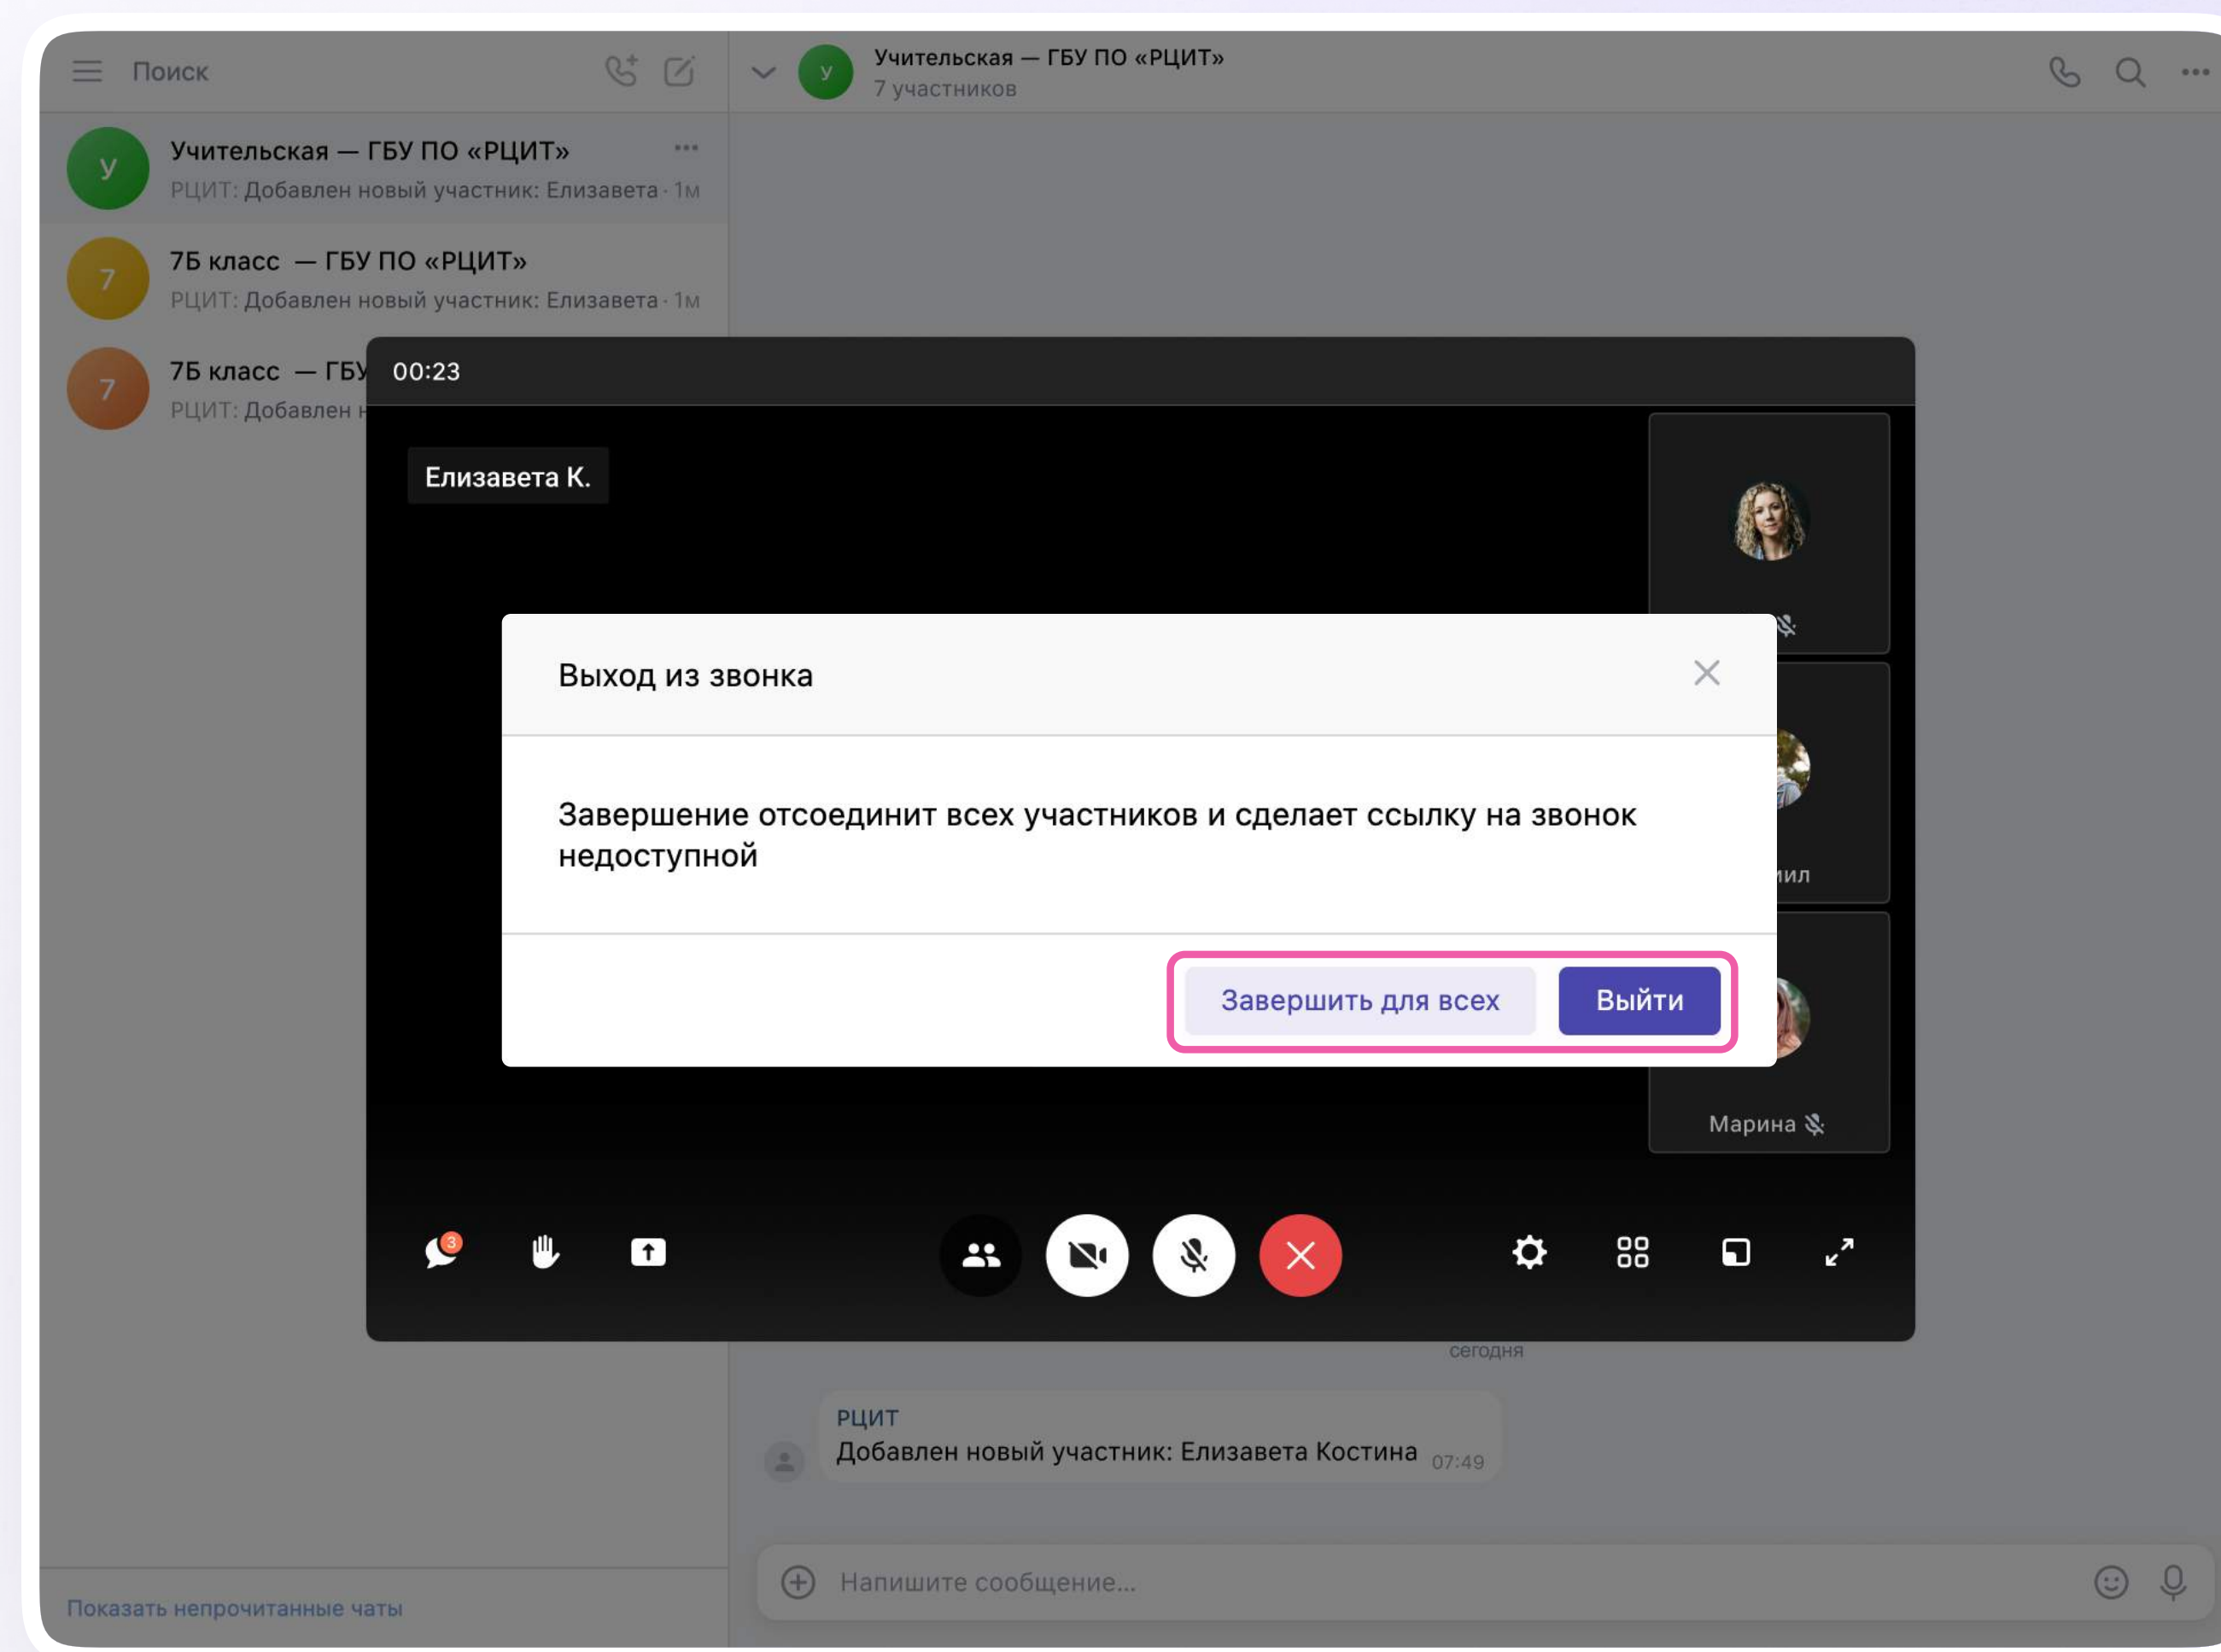 Поиск
Учительская — ГБУ ПО «РЦИТ»
7 участников
У
У
Учительская — ГБУ ПО «РЦИТ»
РЦИТ: Добавлен новый участник: Елизавета · 1м
7
7Б класс — ГБУ ПО «РЦИТ»
РЦИТ: Добавлен новый участник: Елизавета · 1м
7
7Б класс — ГБУ
РЦИТ: Добавлен
00:23
Елизавета К.
Выход из звонка
Завершение отсоединит всех участников и сделает ссылку на звонок
недоступной
Завершить для всех
Выйти
Марина
3
сегодня
РЦИТ
Добавлен новый участник: Елизавета Костина 07:49
Напишите сообщение...
Показать непрочитанные чаты